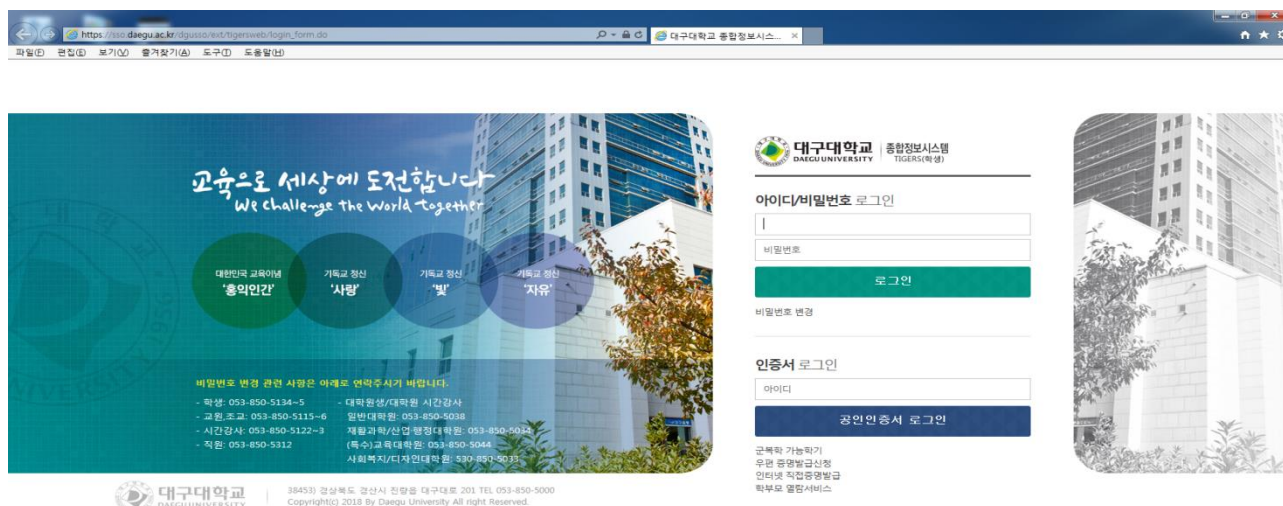 https://sso.daegu.ac.kr/dgusso/ext/tigersweb/login_form.do
대구대학교 종합정보시스...
파일(F) 편집(E) 보기(V) 즐겨찾기(A) 도구(T) 도움말(H)
교육으로 세상에 도전합니다
We challenge the world together
대한민국 교육이념
'홍익인간'
기독교 정신
'사랑'
기독교 정신
'빛'
기독교 정신
'자유'
비밀번호 변경 관련 사항은 아래로 연락주시기 바랍니다.
- 학생: 053-850-5134~5
- 교원,조교: 053-850-5115~6
- 시간강사: 053-850-5122~3
- 직원: 053-850-5312
- 대학원생/대학원 시간강사
일반대학원: 053-850-5038
재활과학/산업·행정대학원: 053-850-5034
(특수)교육대학원: 053-850-5044
사회복지/디자인대학원: 530-850-5033
대구대학교
DAEGU UNIVERSITY
종합정보시스템
TIGERS(학생)
아이디/비밀번호 로그인
비밀번호
로그인
비밀번호 변경
인증서 로그인
아이디
공인인증서 로그인
군복학 가능학기
우편 증명발급신청
인터넷 직접증명발급
학부모 열람서비스
대구대학교
DAEGU UNIVERSITY
38453) 경상북도 경산시 진량읍 대구대로 201 TEL 053-850-5000
Copyright(c) 2018 By Daegu University All right Reserved.